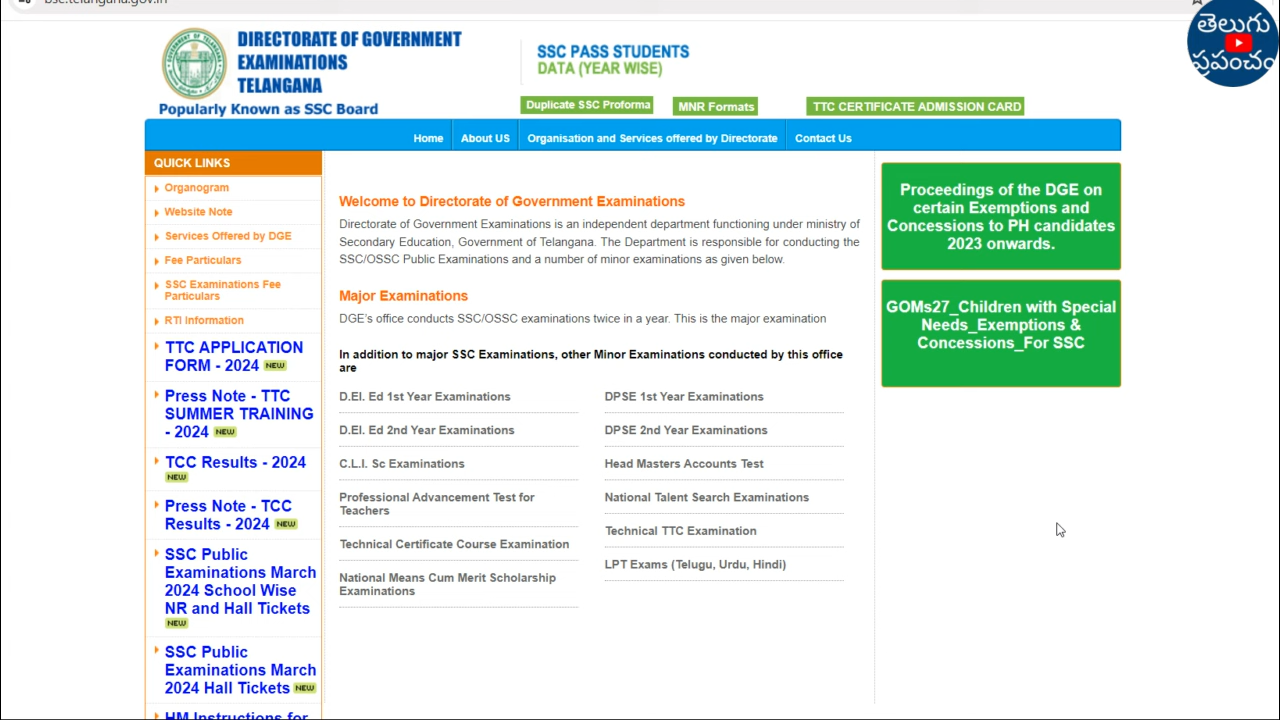 bsc.telangana.gov.in
తెలుగు
ప్రపంచం
DIRECTORATE OF GOVERNMENT
EXAMINATIONS
TELANGANA
Popularly Known as SSC Board
SSC PASS STUDENTS
DATA (YEAR WISE)
Duplicate SSC Proforma
MNR Formats
TTC CERTIFICATE ADMISSION CARD
Home
About US
Organisation and Services offered by Directorate
Contact Us
QUICK LINKS
Organogram
Website Note
Services Offered by DGE
Fee Particulars
SSC Examinations Fee
Particulars
RTI Information
TTC APPLICATION
FORM - 2024 NEW
Press Note - TTC
SUMMER TRAINING
- 2024 NEW
TCC Results - 2024
NEW
Press Note - TCC
Results - 2024 NEW
SSC Public
Examinations March
2024 School Wise
NR and Hall Tickets
NEW
SSC Public
Examinations March
2024 Hall Tickets NEW
HM Instructions for
Welcome to Directorate of Government Examinations
Directorate of Government Examinations is an independent department functioning under ministry of
Secondary Education, Government of Telangana. The Department is responsible for conducting the
SSC/OSSC Public Examinations and a number of minor examinations as given below.
Major Examinations
DGE's office conducts SSC/OSSC examinations twice in a year. This is the major examination
In addition to major SSC Examinations, other Minor Examinations conducted by this office
are
D.El. Ed 1st Year Examinations
D.El. Ed 2nd Year Examinations
C.L.I. Sc Examinations
Professional Advancement Test for
Teachers
Technical Certificate Course Examination
National Means Cum Merit Scholarship
Examinations
DPSE 1st Year Examinations
DPSE 2nd Year Examinations
Head Masters Accounts Test
National Talent Search Examinations
Technical TTC Examination
LPT Exams (Telugu, Urdu, Hindi)
Proceedings of the DGE on
certain Exemptions and
Concessions to PH candidates
2023 onwards.
GOMs27_Children with Special
Needs_Exemptions &
Concessions_For SSC